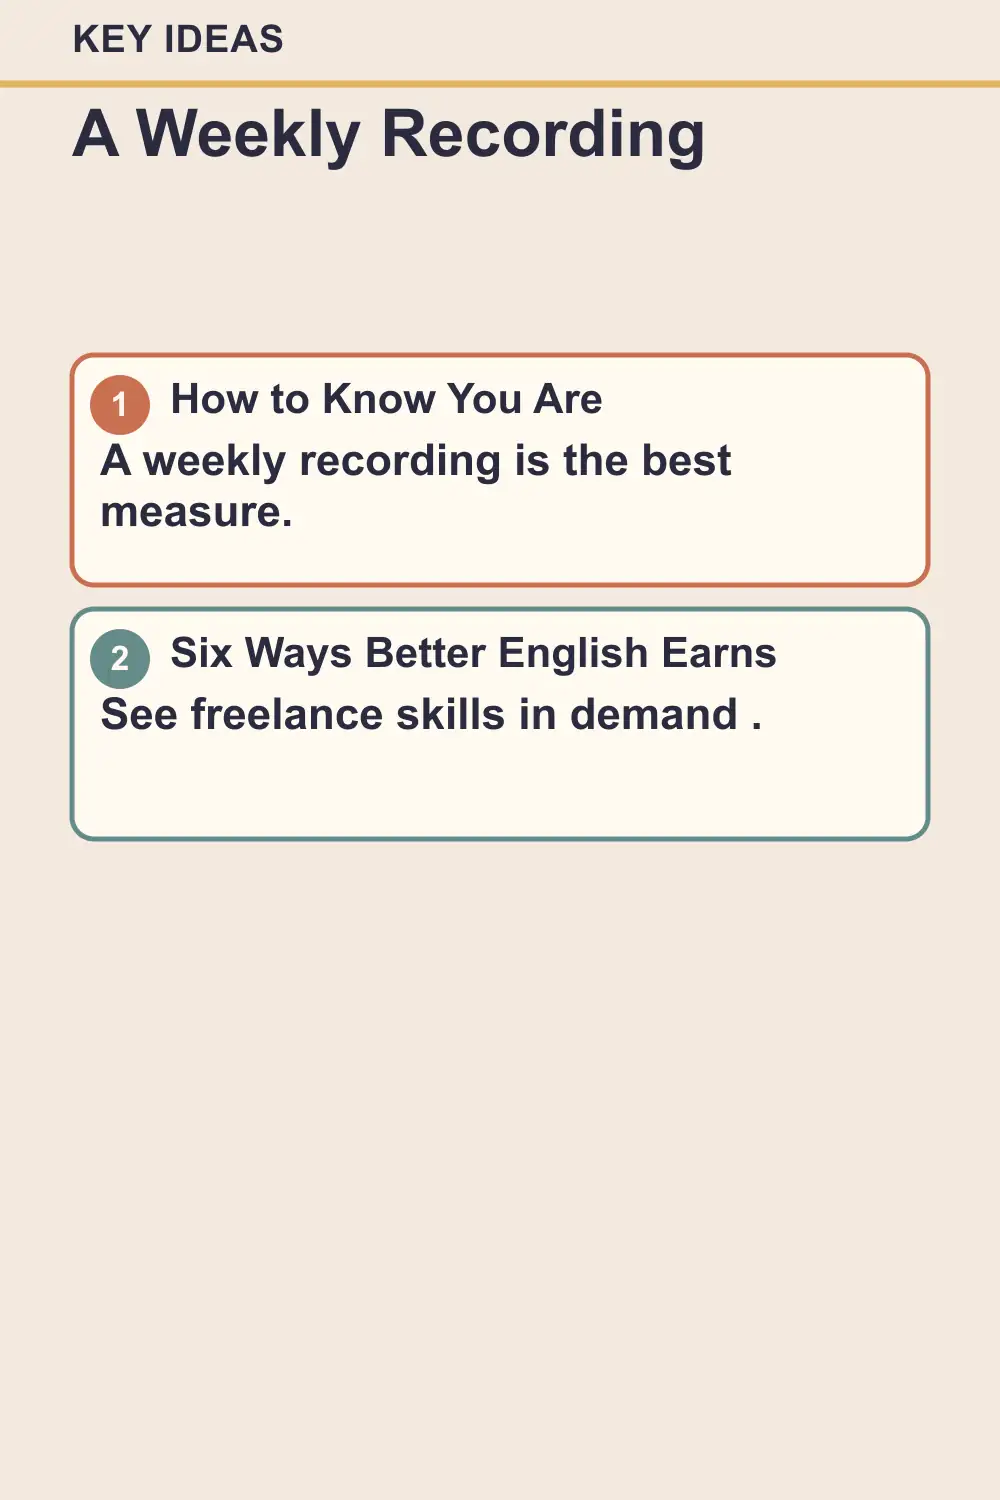 KEY IDEAS
A Weekly Recording
1 How to Know You Are
A weekly recording is the best
measure.
2 Six Ways Better English Earns
See freelance skills in demand .